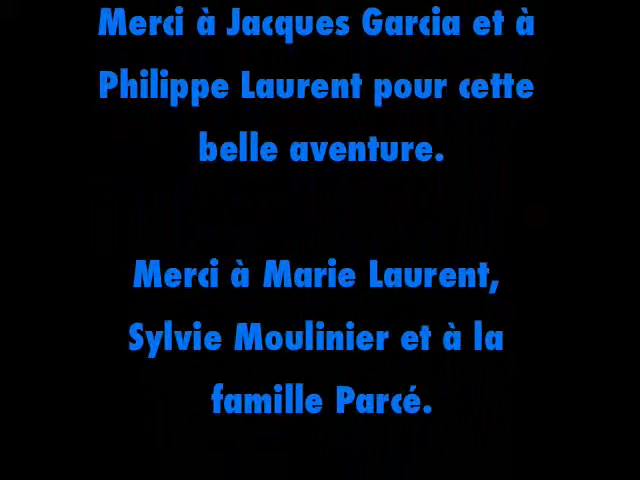 Merci à Jacques Garcia et à
Philippe Laurent pour cette
belle aventure.
Merci à Marie Laurent,
Sylvie Moulinier et à la
famille Parcé.